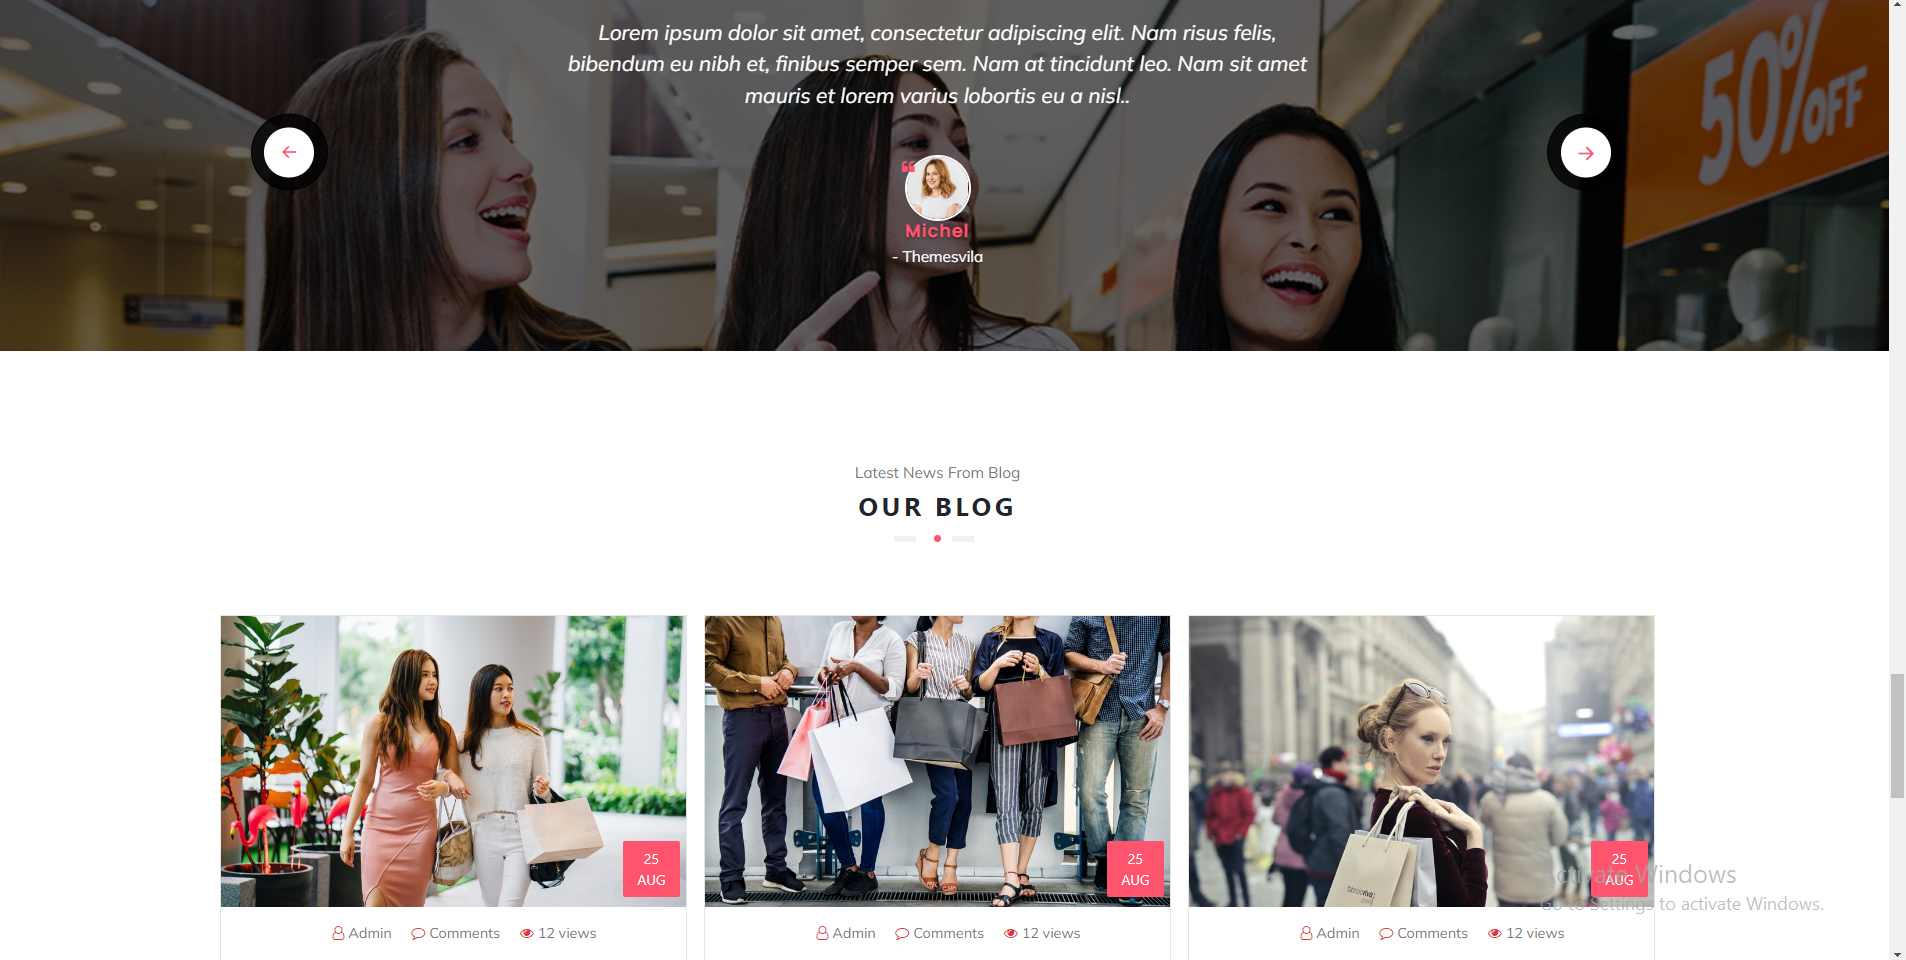 Lorem ipsum dolor sit amet, consectetur adipiscing elit. Nam risus felis,
bibendum eu nibh et, finibus semper sem. Nam at tincidunt leo. Nam sit amet
mauris et lorem varius lobortis eu a nisl..
50% OFF
Michel
- Themesvila
Latest News From Blog
OUR BLOG
25
AUG
25
AUG
25
AUG
Activate Windows
Go to Settings to activate Windows.
Admin Comments 12 views
Admin Comments 12 views
Admin Comments 12 views